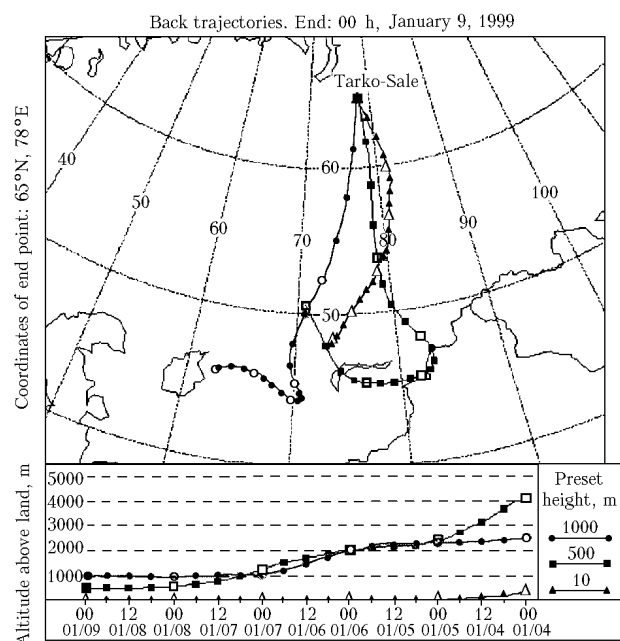 Back trajectories. End: 00 h, January 9, 1999
Coordinates of end point: 65°N, 78°E
Tarko-Sale
40
50
60
70
80
90
100
60
50
Altitude above land, m
5000
4000
3000
2000
1000
00 12 00 12 00 12 00 12 00 12 00
01/09 01/08 01/08 01/07 01/07 01/06 01/06 01/05 01/05 01/04 01/04
Preset
height, m
1000
500
10